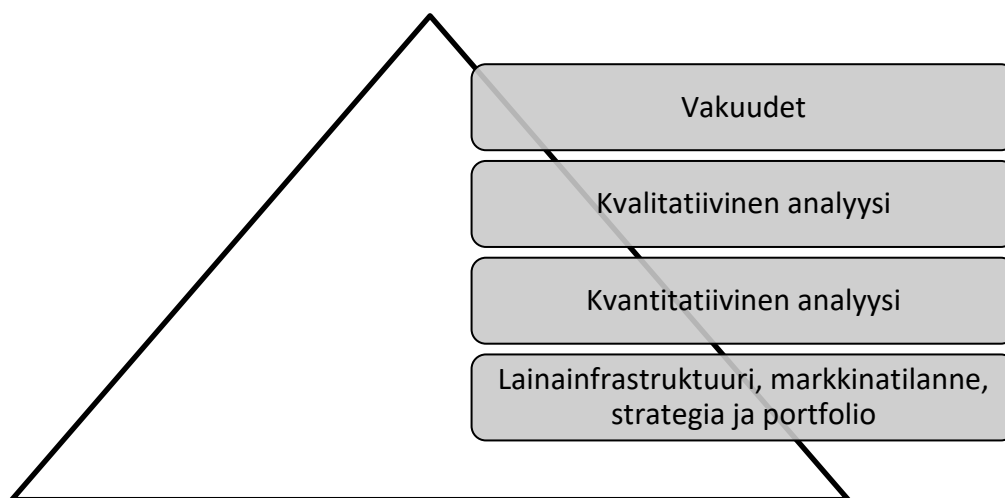 Vakuudet
Kvalitatiivinen analyysi
Kvantitatiivinen analyysi
Lainainfrastruktuuri, markkinatilanne,
strategia ja portfolio